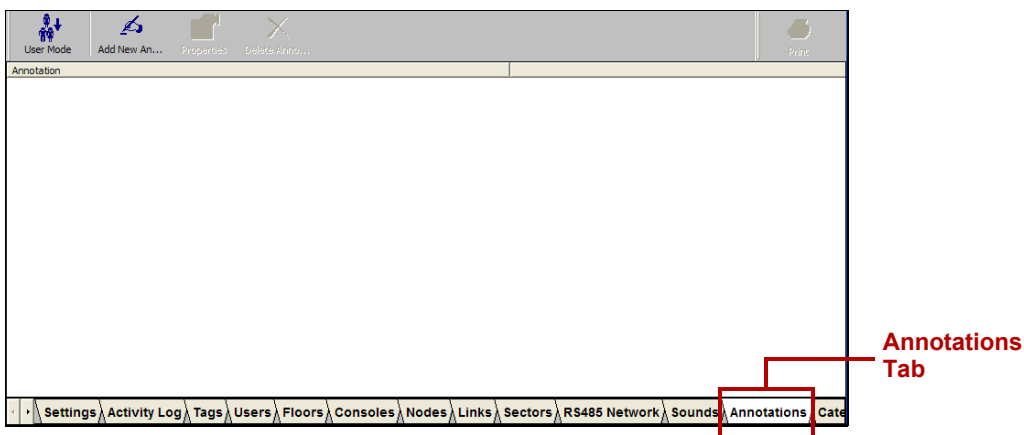 User Mode Add New An... Properties Delete Anno... Print
Annotation
Annotations
Tab
Settings Activity Log Tags Users Floors Consoles Nodes Links Sectors RS485 Network Sounds Annotations Cate